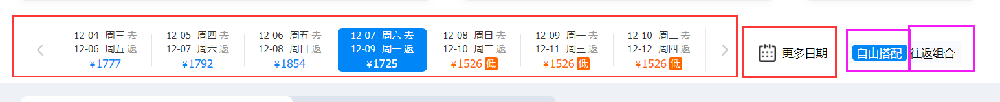 12-04 周三 去
12-06 周五 返
¥1777
12-05 周四 去
12-07 周六 返
¥1792
12-06 周五 去
12-08 周日 返
¥1854
12-07 周六 去
12-09 周一 返
¥1725
12-08 周日 去
12-10 周二 返
¥1526 低
12-09 周一 去
12-11 周三 返
¥1526 低
12-10 周二 去
12-12 周四 返
¥1526 低
更多日期
自由搭配
往返组合